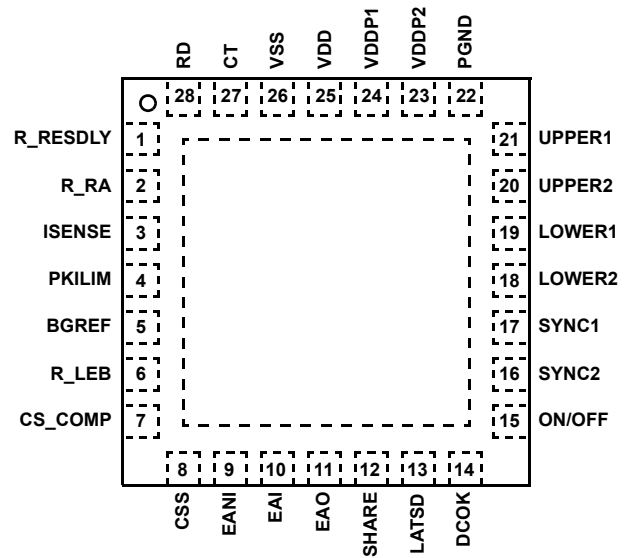 RD
CT
VSS
VDD
VDDP1
VDDP2
PGND
28
27
26
25
24
23
22
R_RESDLY 1
21 UPPER1
R_RA 2
20 UPPER2
ISENSE 3
19 LOWER1
PKILIM 4
18 LOWER2
BGREF 5
17 SYNC1
R_LEB 6
16 SYNC2
CS_COMP 7
15 ON/OFF
8
9
10
11
12
13
14
CSS
EANI
EAI
EAO
SHARE
LATSD
DCOK